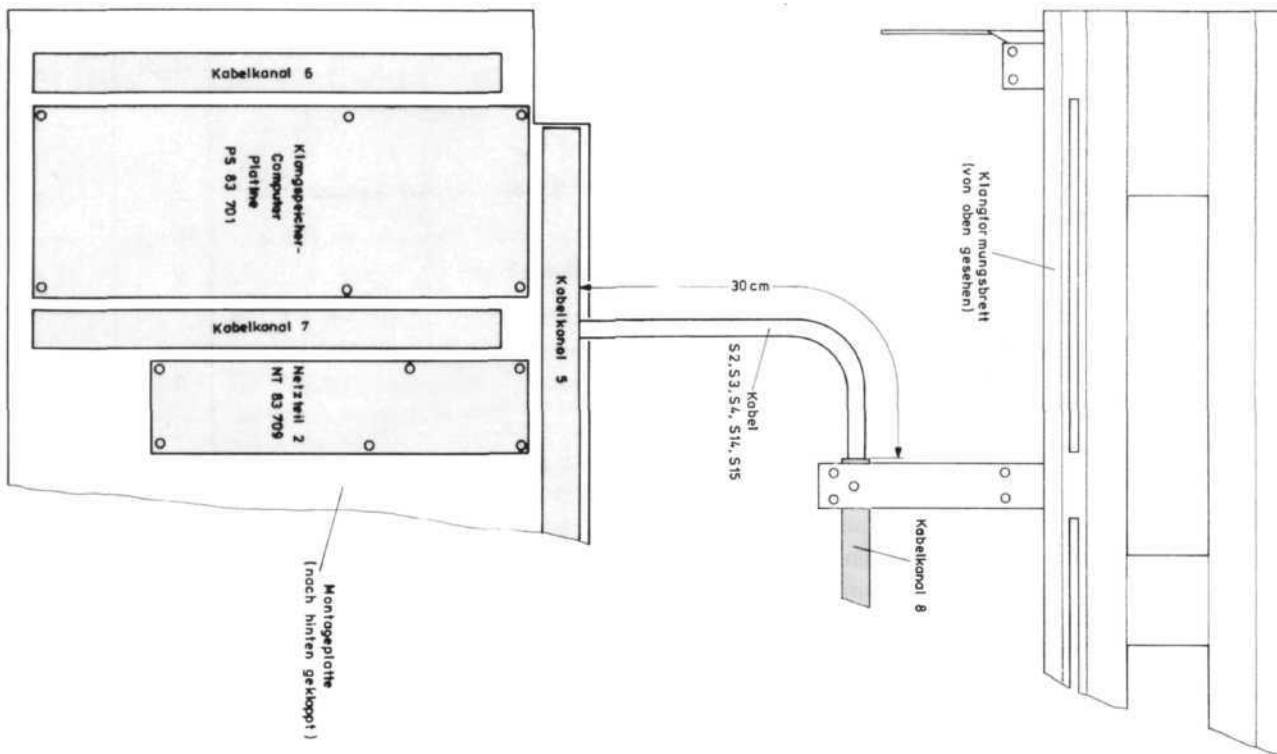 Kabelkanal 6
Klangspeicher-
Computer
Platine
PS 83 701
Kabelkanal 7
Netzteil 2
NT 83 709
Kabelkanal 5
30 cm
Kabel
S2, S3, S4, S14, S15
Kabelkanal 8
Klangformungsbrett
(von oben gesehen)
Montageplatte
(nach hinten geklappt)